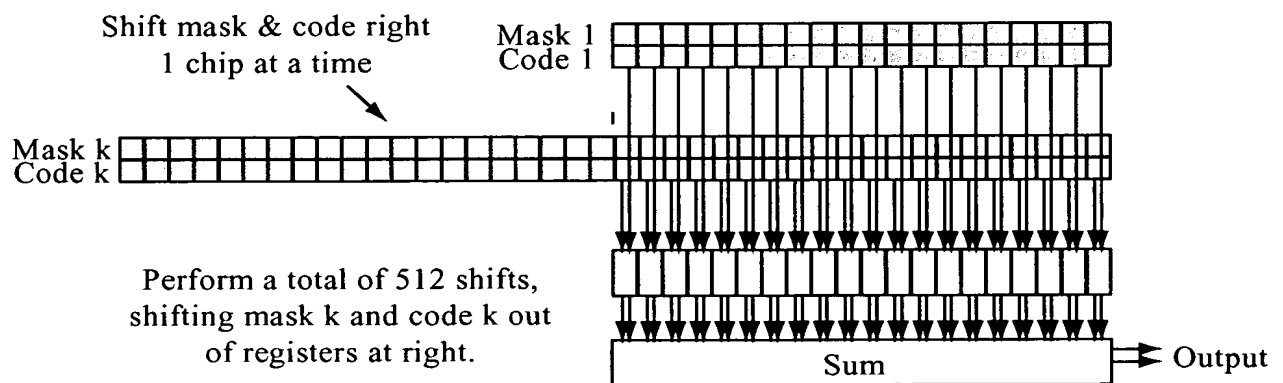 Shift mask & code right
1 chip at a time
Mask 1
Code 1
Mask k
Code k
Perform a total of 512 shifts,
shifting mask k and code k out
of registers at right.
Sum
Output